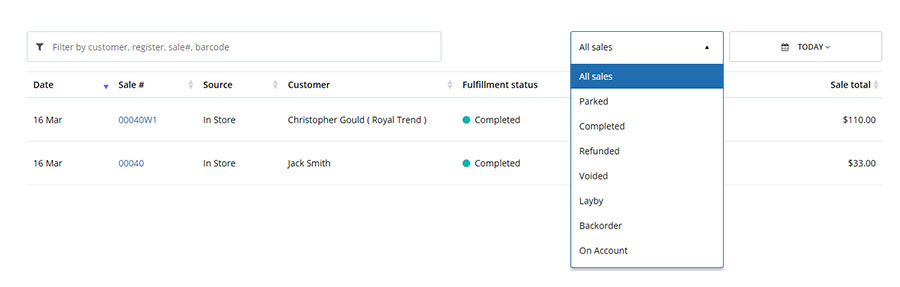 Filter by customer, register, sale#, barcode
All sales
TODAY
Date Sale # Source Customer Fulfillment status Sale total
All sales
Parked
Completed
Refunded
Voided
Layby
Backorder
On Account
16 Mar 00040W1 In Store Christopher Gould ( Royal Trend ) Completed $110.00
16 Mar 00040 In Store Jack Smith Completed $33.00